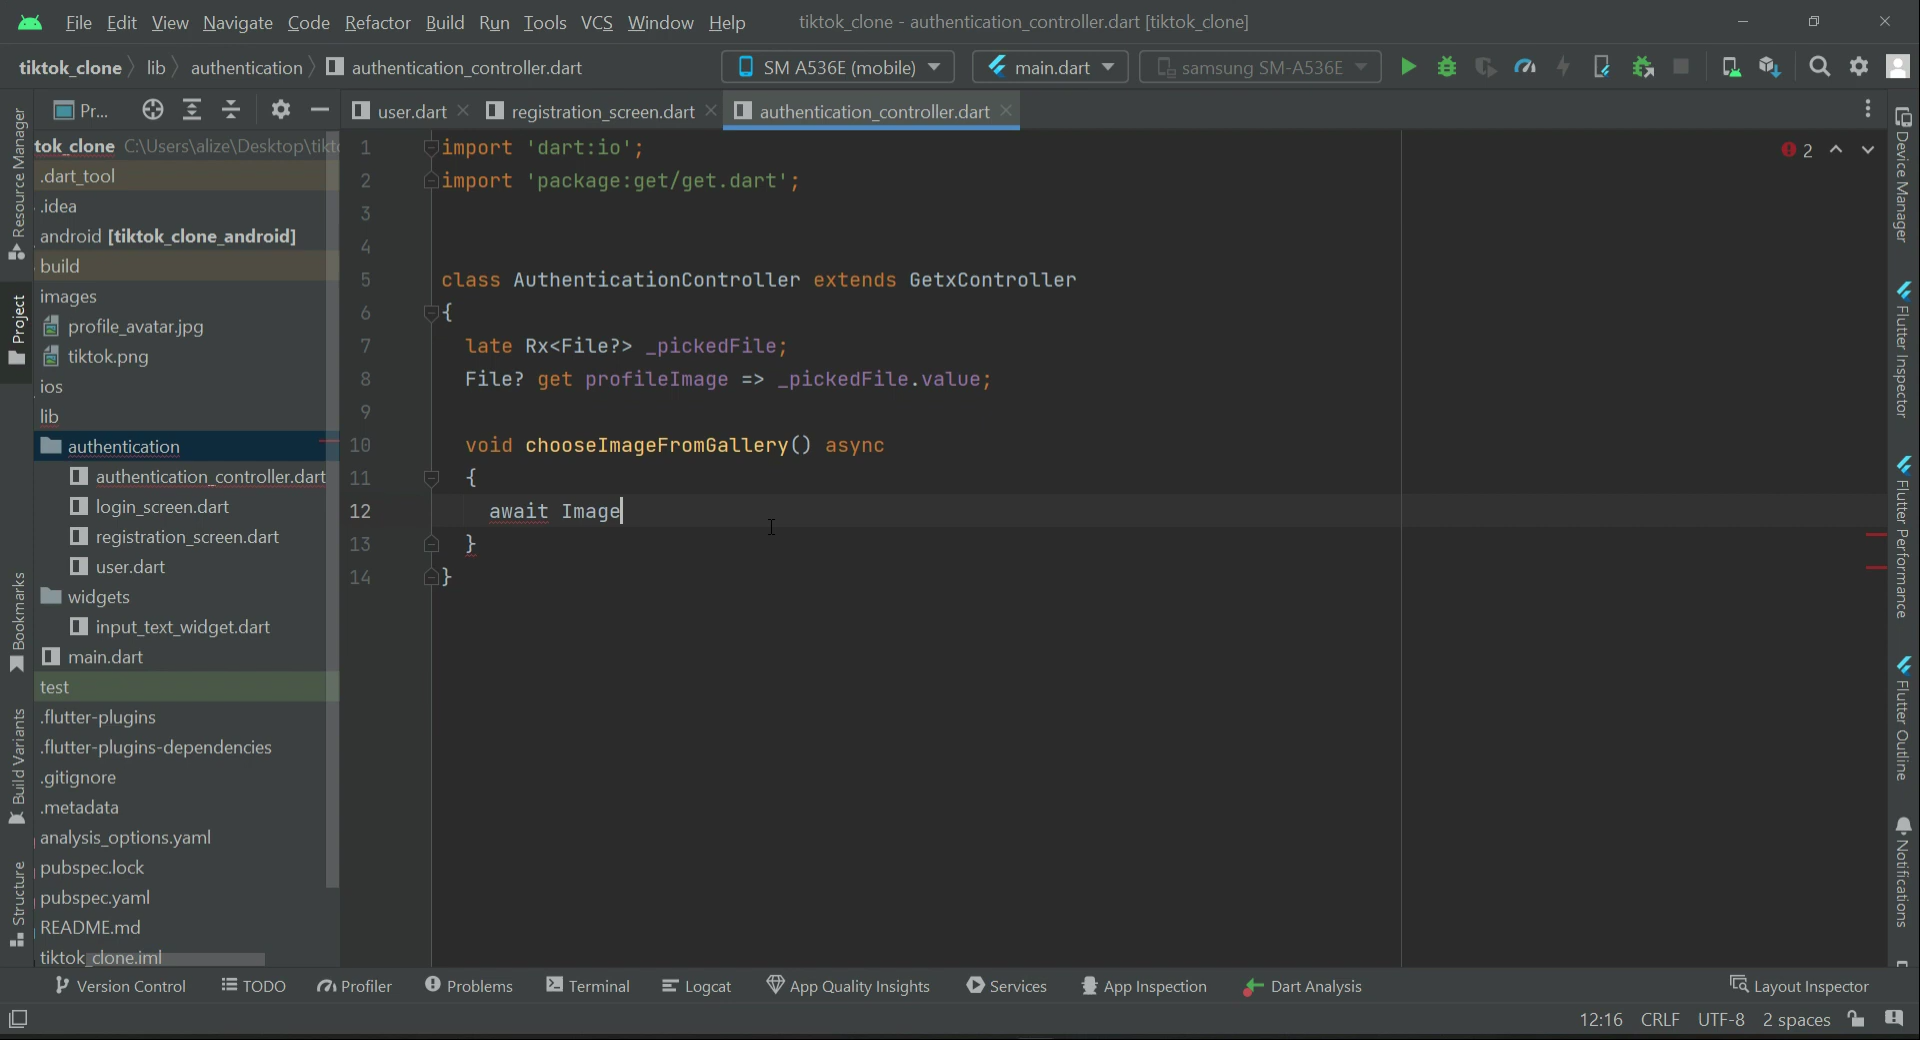 File Edit View Navigate Code Refactor Build Run Tools VCS Window Help tiktok_clone - authentication_controller.dart [tiktok_clone]
tiktok_clone lib authentication authentication_controller.dart SM A536E (mobile) main.dart samsung SM-A536E
Pr... user.dart registration_screen.dart authentication_controller.dart
Resource Manager
Project
Bookmarks
Build Variants
Structure
tok_clone C:\Users\alize\Desktop\tikt
.dart_tool
.idea
android [tiktok_clone_android]
build
images
profile_avatar.jpg
tiktok.png
ios
lib
authentication
authentication_controller.dart
login_screen.dart
registration_screen.dart
user.dart
widgets
input_text_widget.dart
main.dart
test
.flutter-plugins
.flutter-plugins-dependencies
.gitignore
.metadata
analysis_options.yaml
pubspec.lock
pubspec.yaml
README.md
tiktok_clone.iml
1 import 'dart:io';
2 import 'package:get/get.dart';
3
4
5 class AuthenticationController extends GetxController
6 {
7 late Rx<File?> _pickedFile;
8 File? get profileImage => _pickedFile.value;
9
10 void chooseImageFromGallery() async
11 {
12 await Image
13 }
14 }
2
Device Manager
Flutter Inspector
Flutter Performance
Flutter Outline
Notifications
Version Control TODO Profiler Problems Terminal Logcat App Quality Insights Services App Inspection Dart Analysis Layout Inspector
12:16 CRLF UTF-8 2 spaces